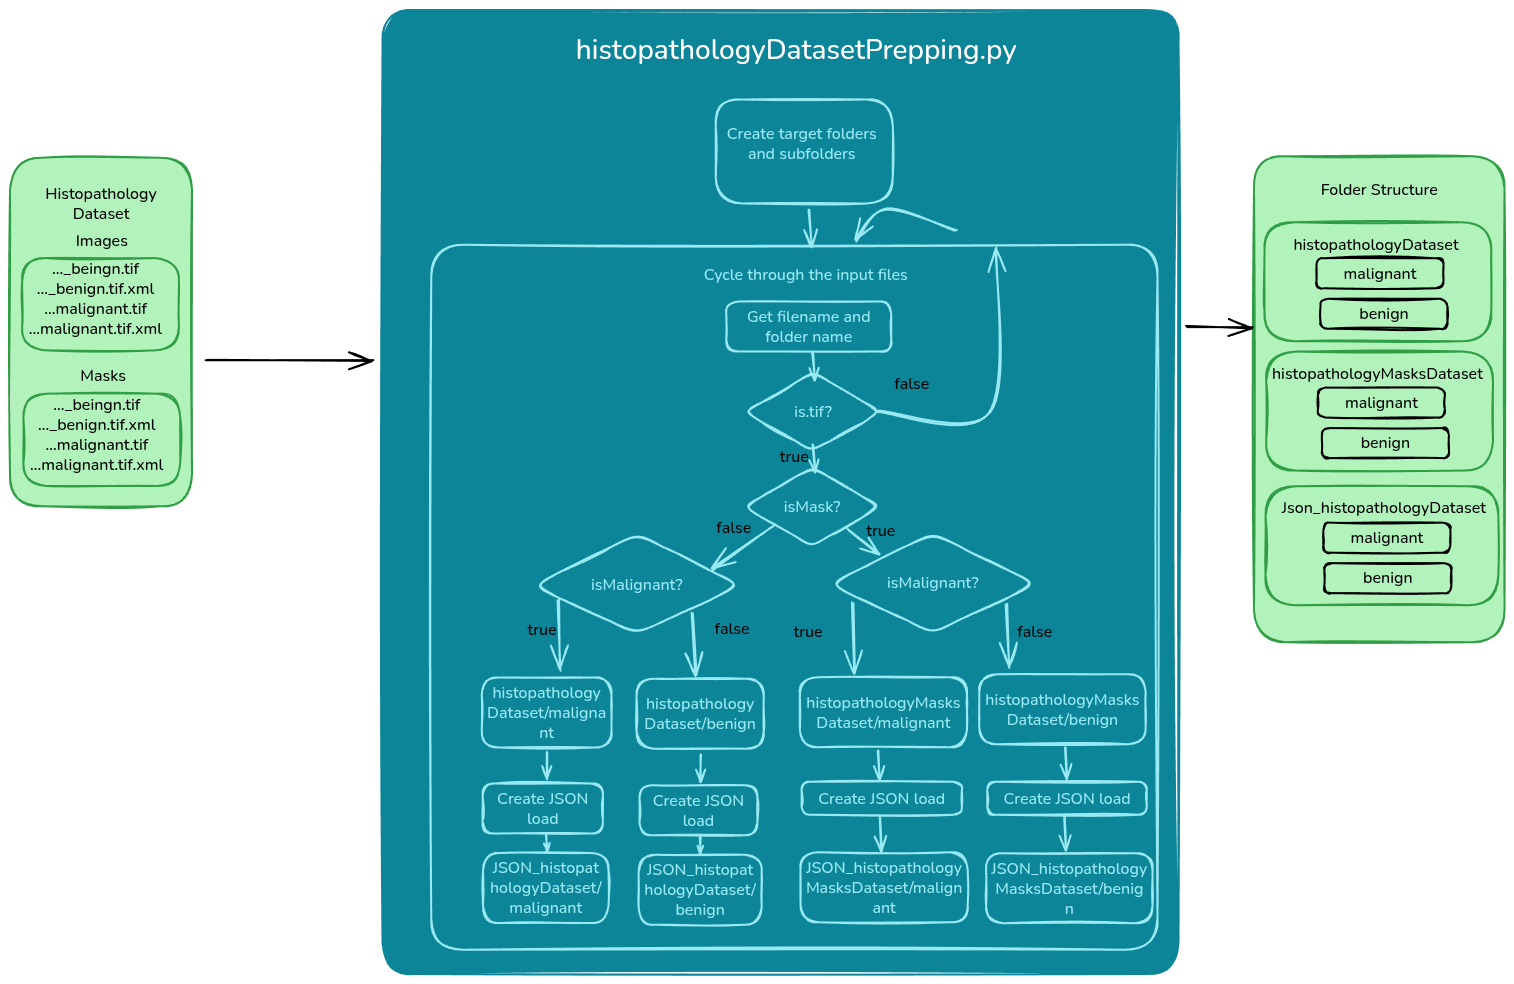 histopathologyDatasetPrepping.py
Histopathology
Dataset
Images
..._beingn.tif
..._benign.tif.xml
...malignant.tif
...malignant.tif.xml
Masks
..._beingn.tif
..._benign.tif.xml
...malignant.tif
...malignant.tif.xml
Create target folders
and subfolders
Cycle through the input files
Get filename and
folder name
is.tif?
false
true
isMask?
false
true
isMalignant?
isMalignant?
true
false
true
false
histopathology
Dataset/maligna
nt
histopathology
Dataset/benign
histopathologyMasks
Dataset/malignant
histopathologyMasks
Dataset/benign
Create JSON
load
Create JSON
load
Create JSON load
Create JSON load
JSON_histopat
hologyDataset/
malignant
JSON_histopat
hologyDataset/
benign
JSON_histopathology
MasksDataset/malign
ant
JSON_histopathology
MasksDataset/benig
n
Folder Structure
histopathologyDataset
malignant
benign
histopathologyMasksDataset
malignant
benign
Json_histopathologyDataset
malignant
benign